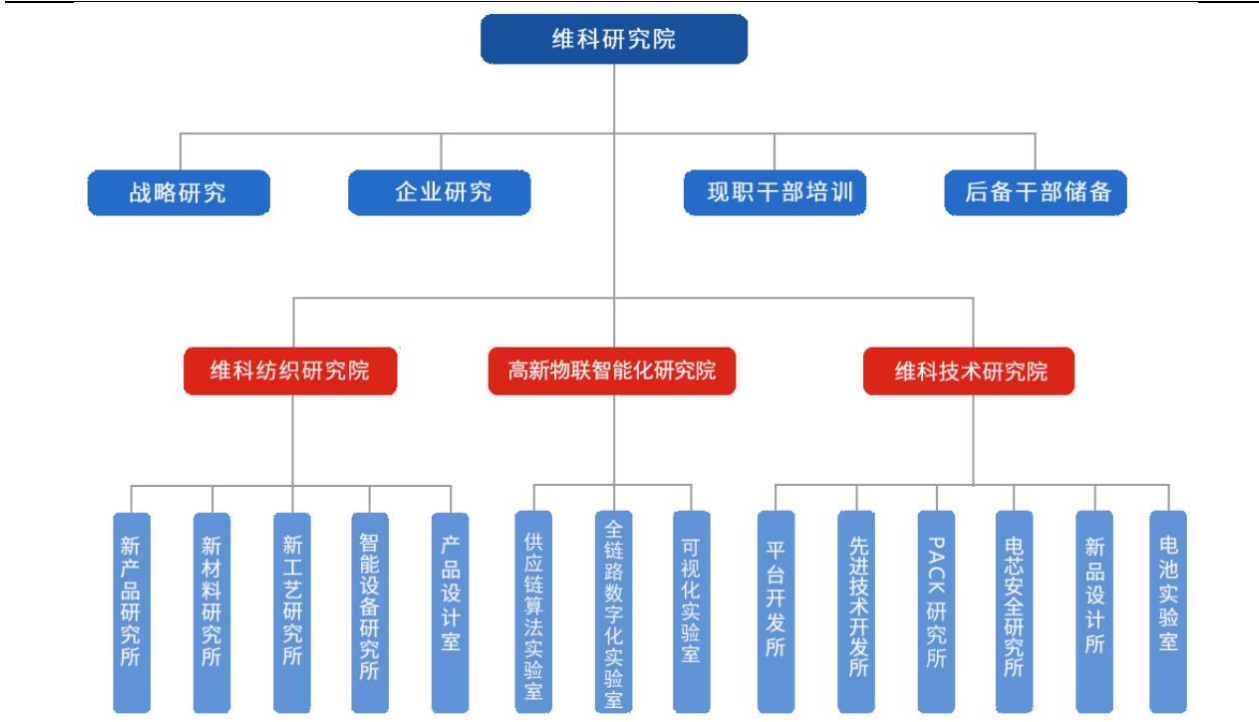 维科研究院
战略研究
企业研究
现职干部培训
后备干部储备
维科纺织研究院
高新物联智能化研究院
维科技术研究院
新产品研究所
新材料研究所
新工艺研究所
智能设备研究所
产品设计室
供应链算法实验室
全链路数字化实验室
可视化实验室
平台开发所
先进技术开发所
PACK 研究所
电芯安全研究所
新品设计所
电池实验室